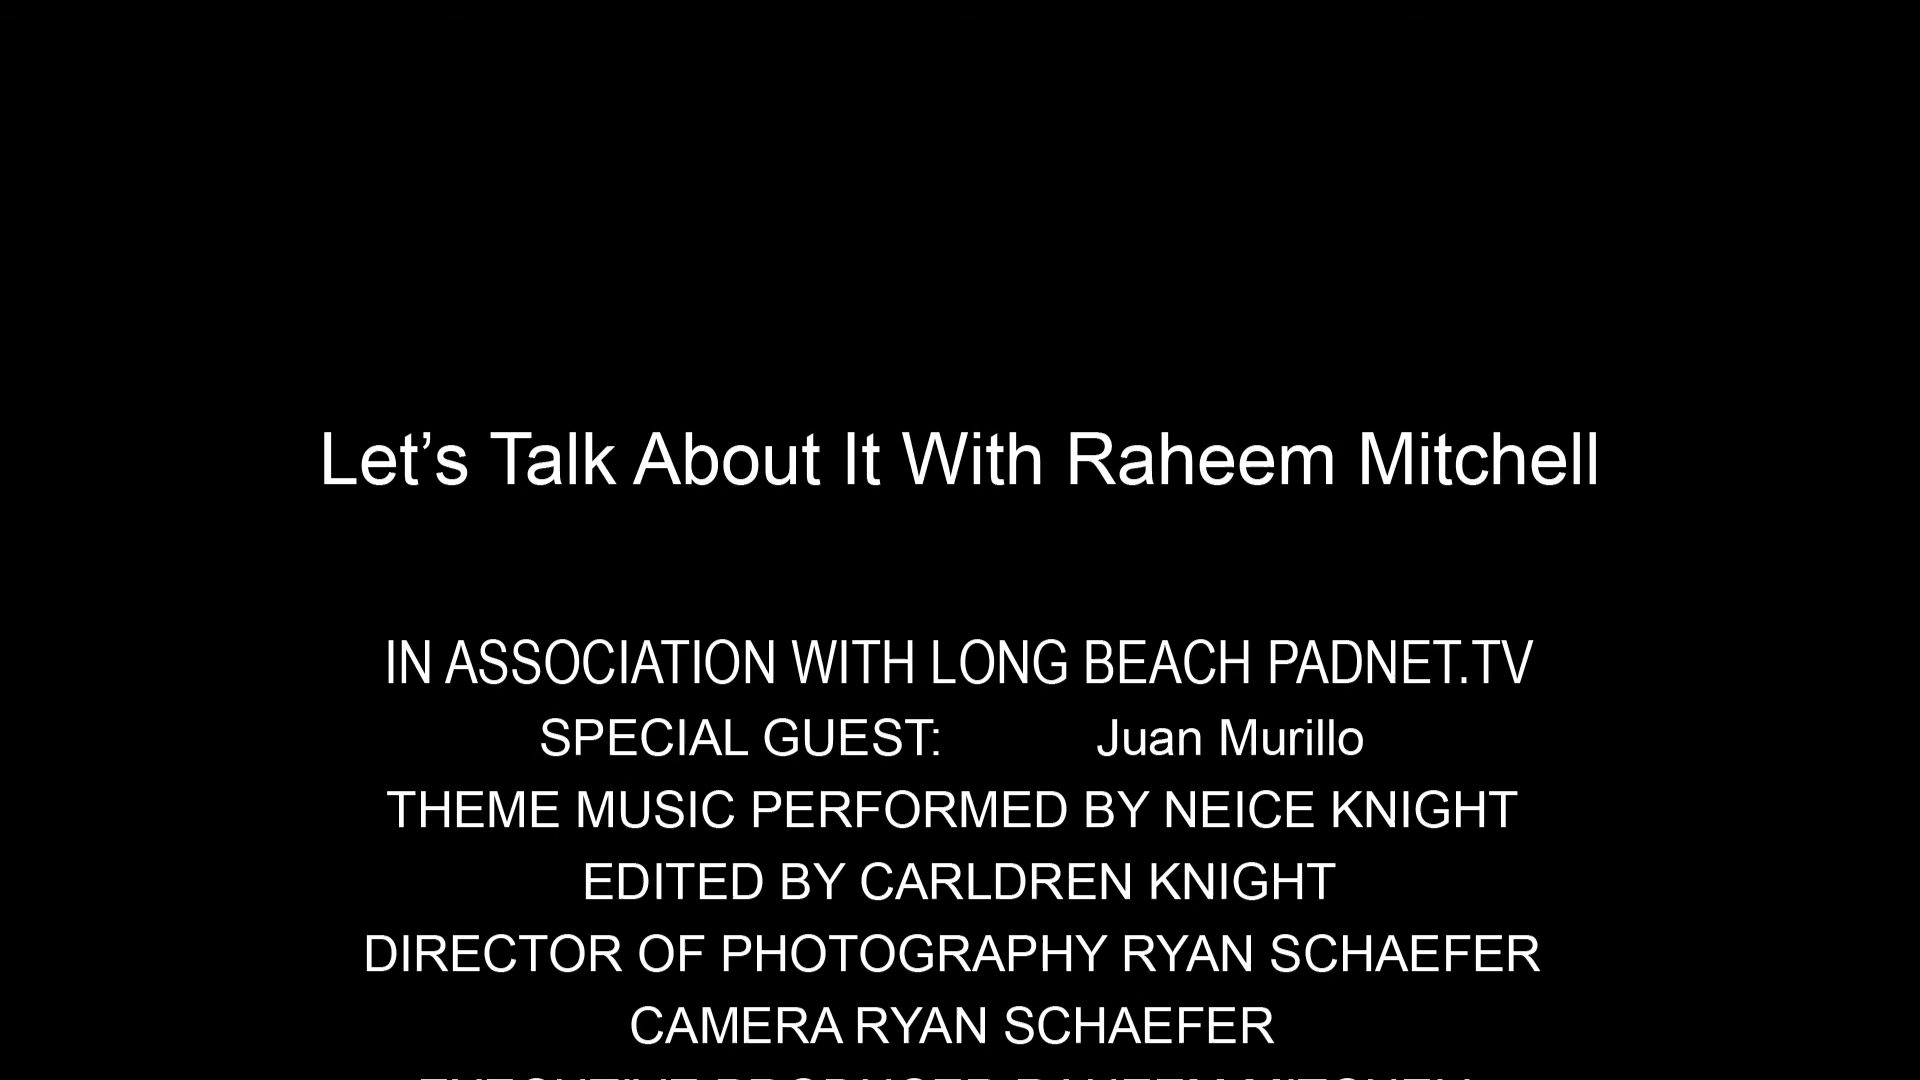 Let’s Talk About It With Raheem Mitchell
IN ASSOCIATION WITH LONG BEACH PADNET.TV
SPECIAL GUEST: Juan Murillo
THEME MUSIC PERFORMED BY NEICE KNIGHT
EDITED BY CARLDREN KNIGHT
DIRECTOR OF PHOTOGRAPHY RYAN SCHAEFER
CAMERA RYAN SCHAEFER